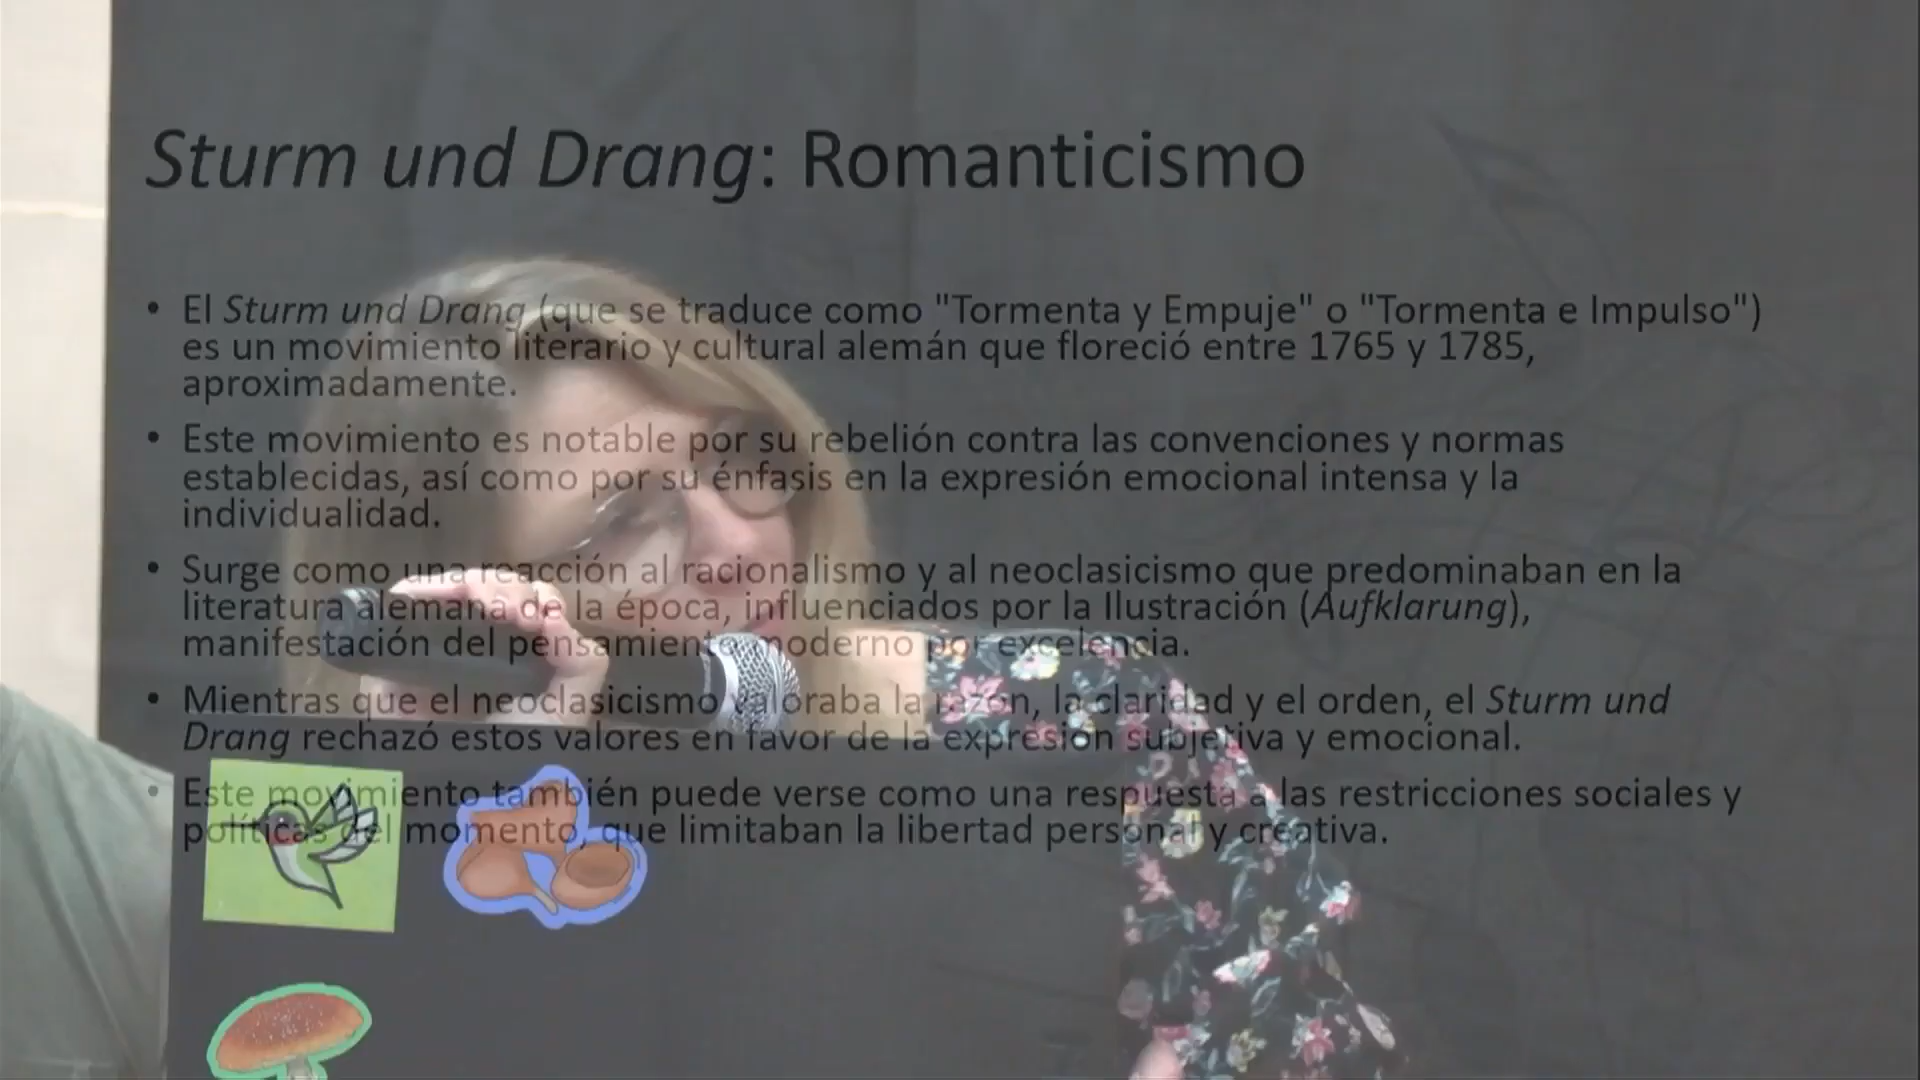 Sturm und Drang: Romanticismo
• El Sturm und Drang (que se traduce como "Tormenta y Empuje" o "Tormenta e Impulso")
es un movimiento literario y cultural alemán que floreció entre 1765 y 1785,
aproximadamente.
• Este movimiento es notable por su rebelión contra las convenciones y normas
establecidas, así como por su énfasis en la expresión emocional intensa y la
individualidad.
• Surge como una reacción al racionalismo y al neoclasicismo que predominaban en la
literatura alemana de la época, influenciados por la Ilustración (Aufklarung),
manifestación del pensamiento moderno por excelencia.
• Mientras que el neoclasicismo valoraba la razón, la claridad y el orden, el Sturm und
Drang rechazó estos valores en favor de la expresión subjetiva y emocional.
• Este movimiento también puede verse como una respuesta a las restricciones sociales y
políticas del momento, que limitaban la libertad personal y creativa.